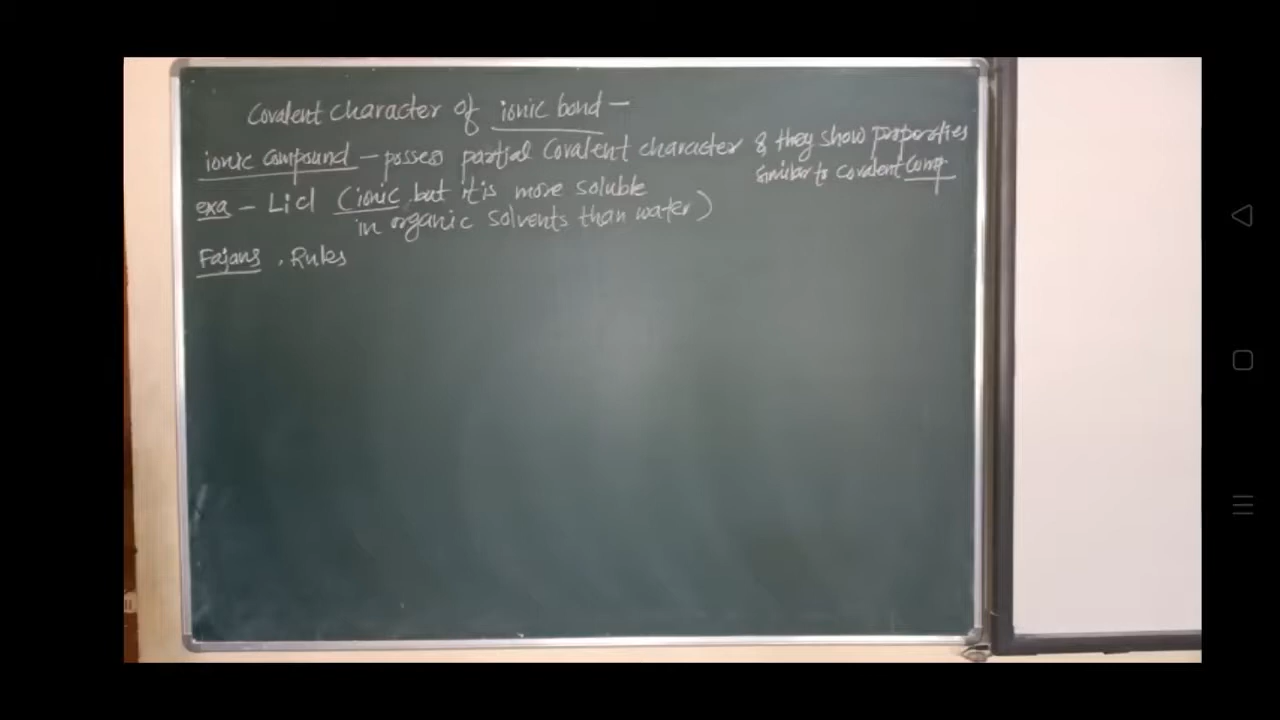 Covalent character of ionic bond -
ionic compound - posses partial covalent character & they show properties
similar to covalent comp
exa - Licl (ionic, but it is more soluble
in organic solvents than water)
Fajans, Rules